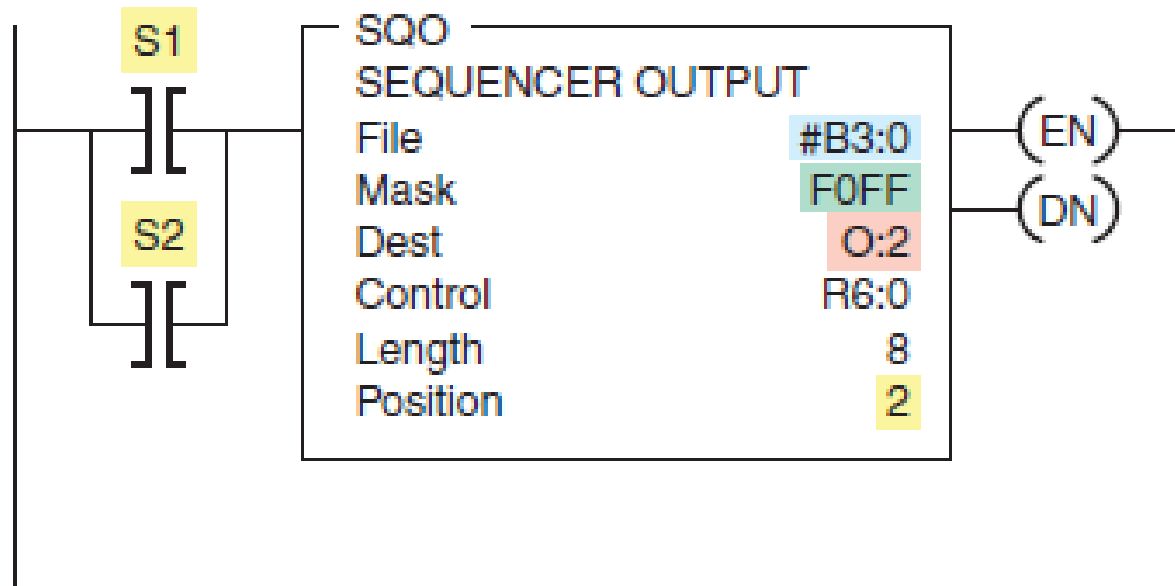 S1
SQO
SEQUENCER OUTPUT
File #B3:0
Mask F0FF
Dest O:2
Control R6:0
Length 8
Position 2
EN
DN
S2